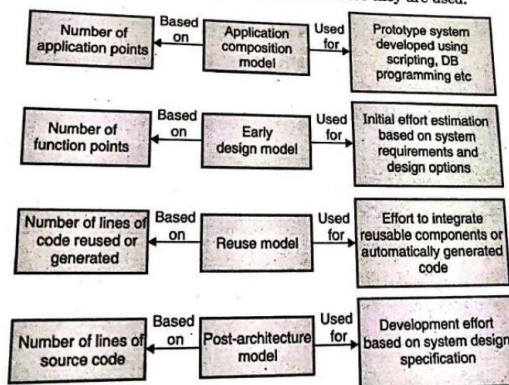 they are used.
Number of
application points
Based
on
Application
composition
model
Used
for
Prototype system
developed using
scripting, DB
programming etc
Number of
function points
Based
on
Early
design model
Used
for
Initial effort estimation
based on system
requirements and
design options
Number of lines of
code reused or
generated
Based
on
Reuse model
Used
for
Effort to integrate
reusable components or
automatically generated
code
Number of lines of
source code
Based
on
Post-architecture
model
Used
for
Development effort
based on system design
specification